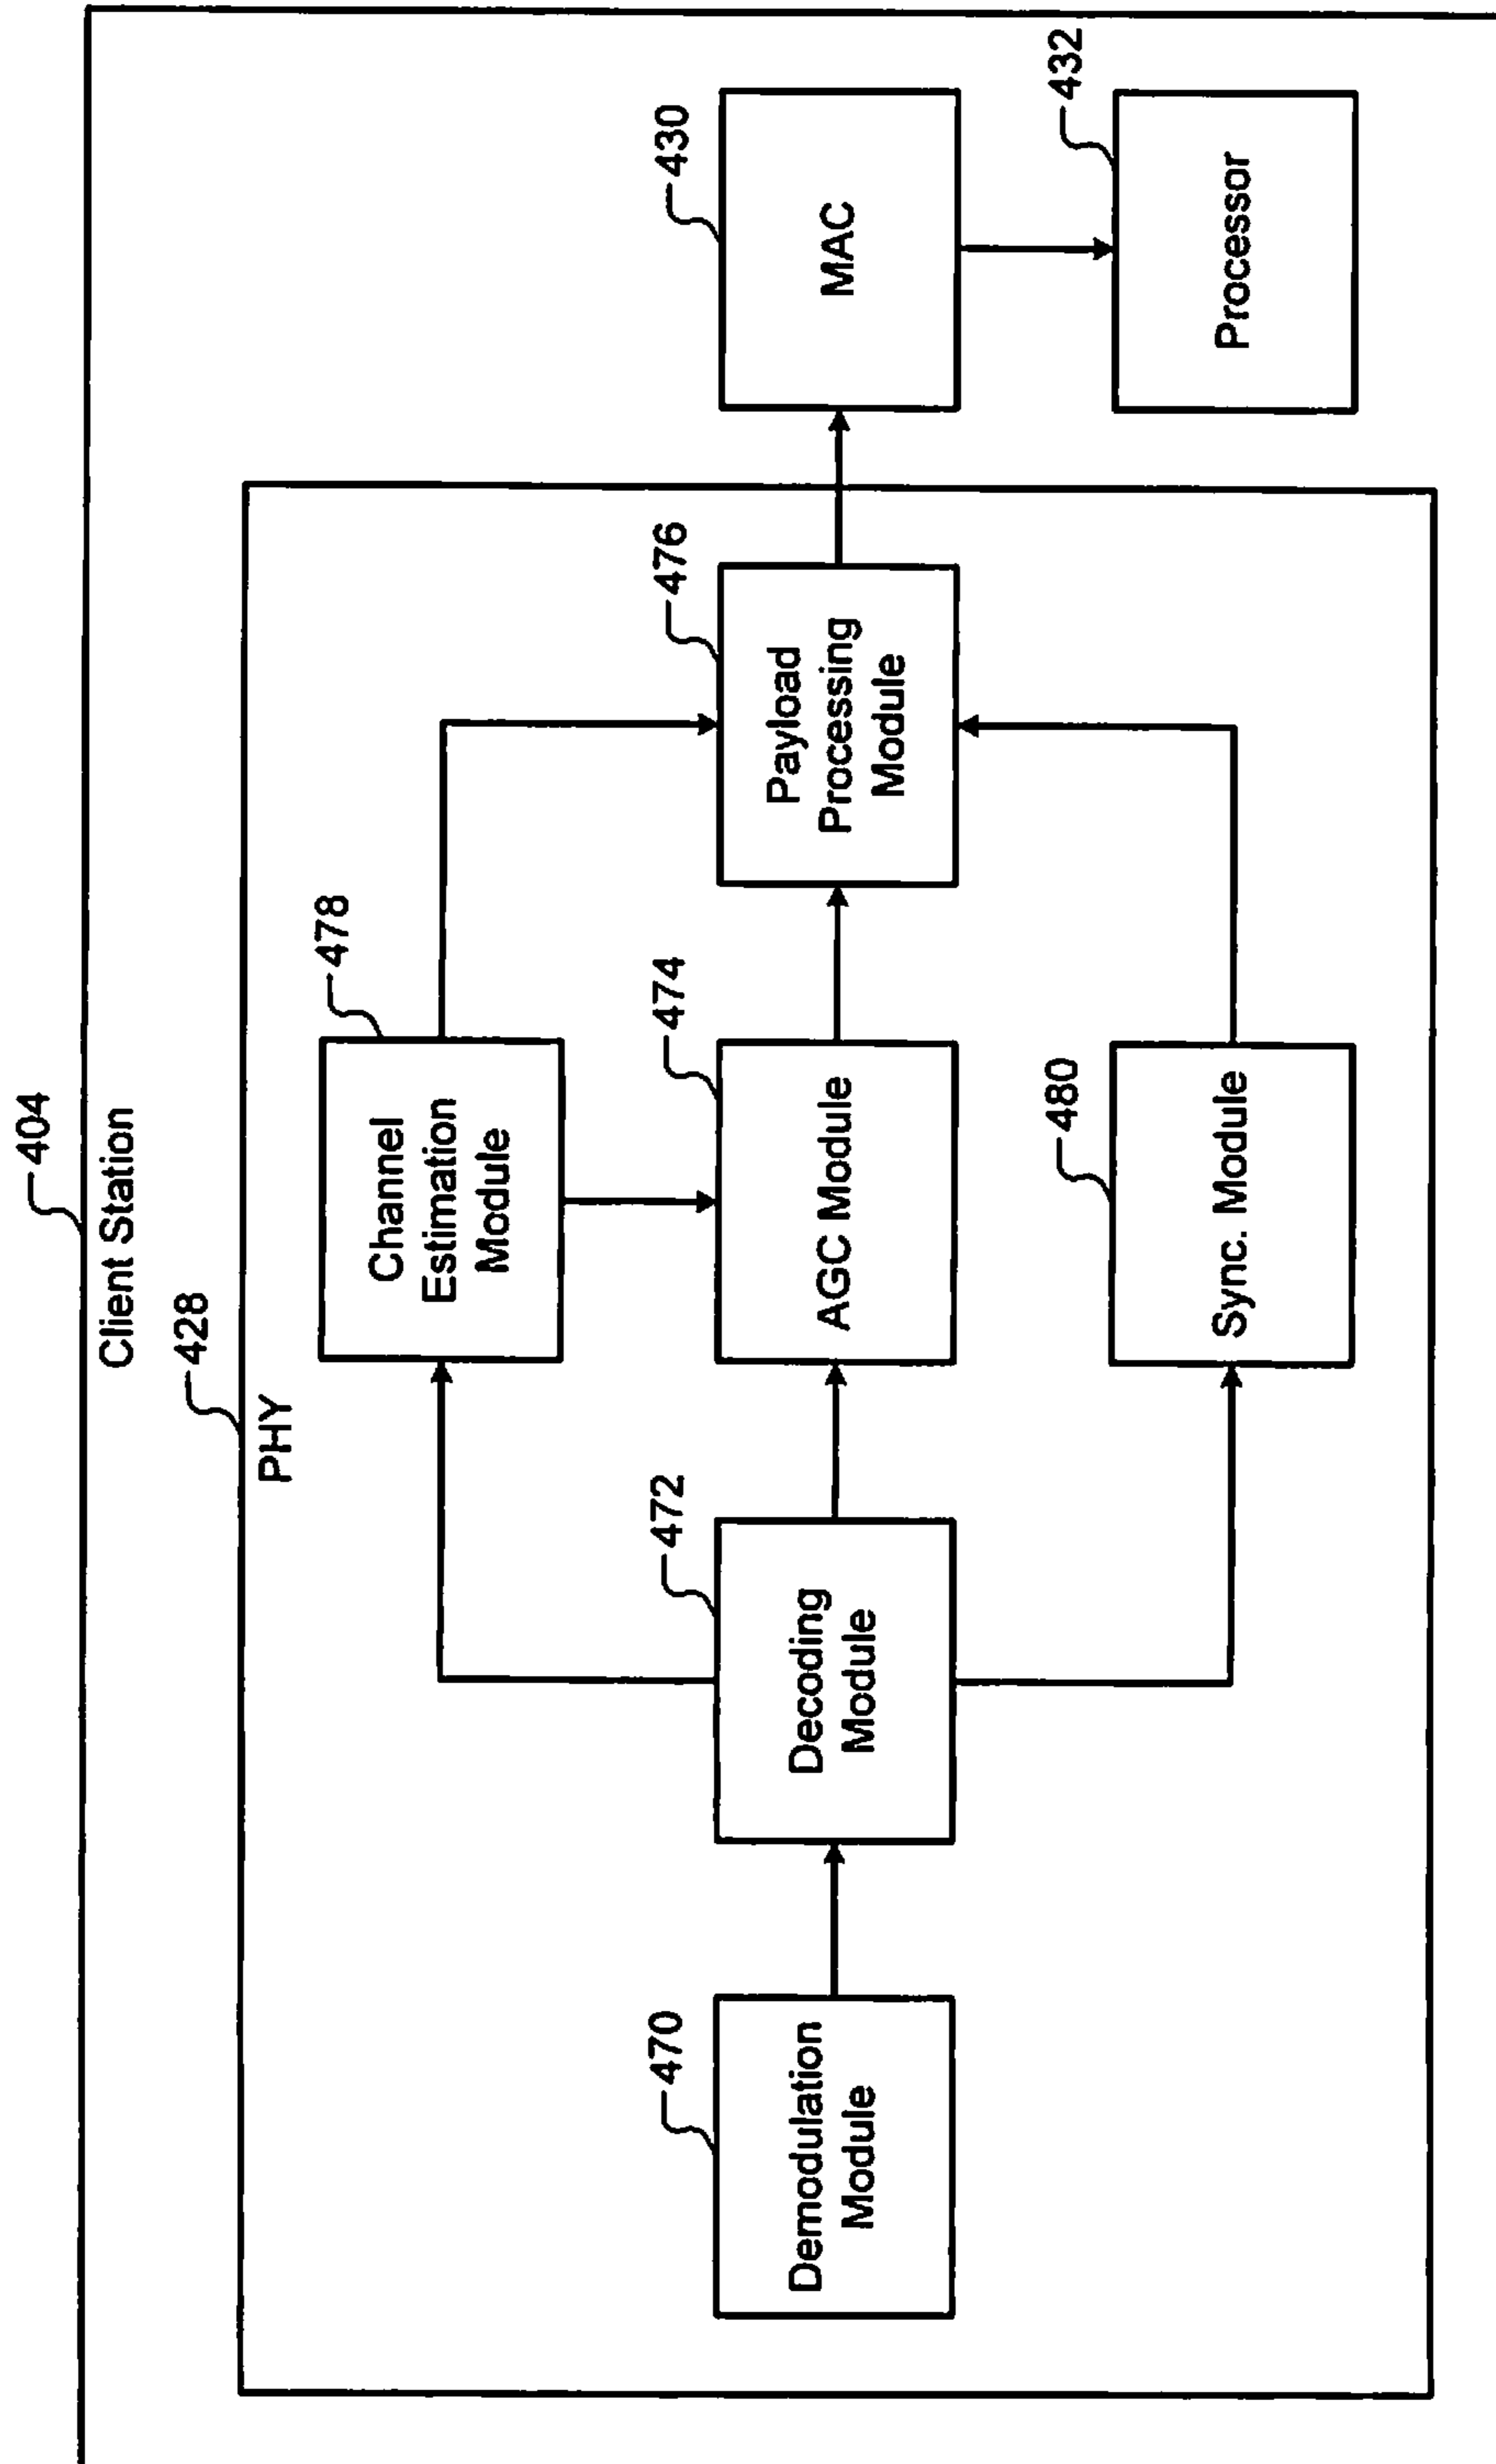 404
Client Station
428
PHY
478
Channel
Estimation
Module
470
Demodulation
Module
472
Decoding
Module
474
AGC Module
476
Payload
Processing
Module
430
MAC
480
Sync. Module
432
Processor